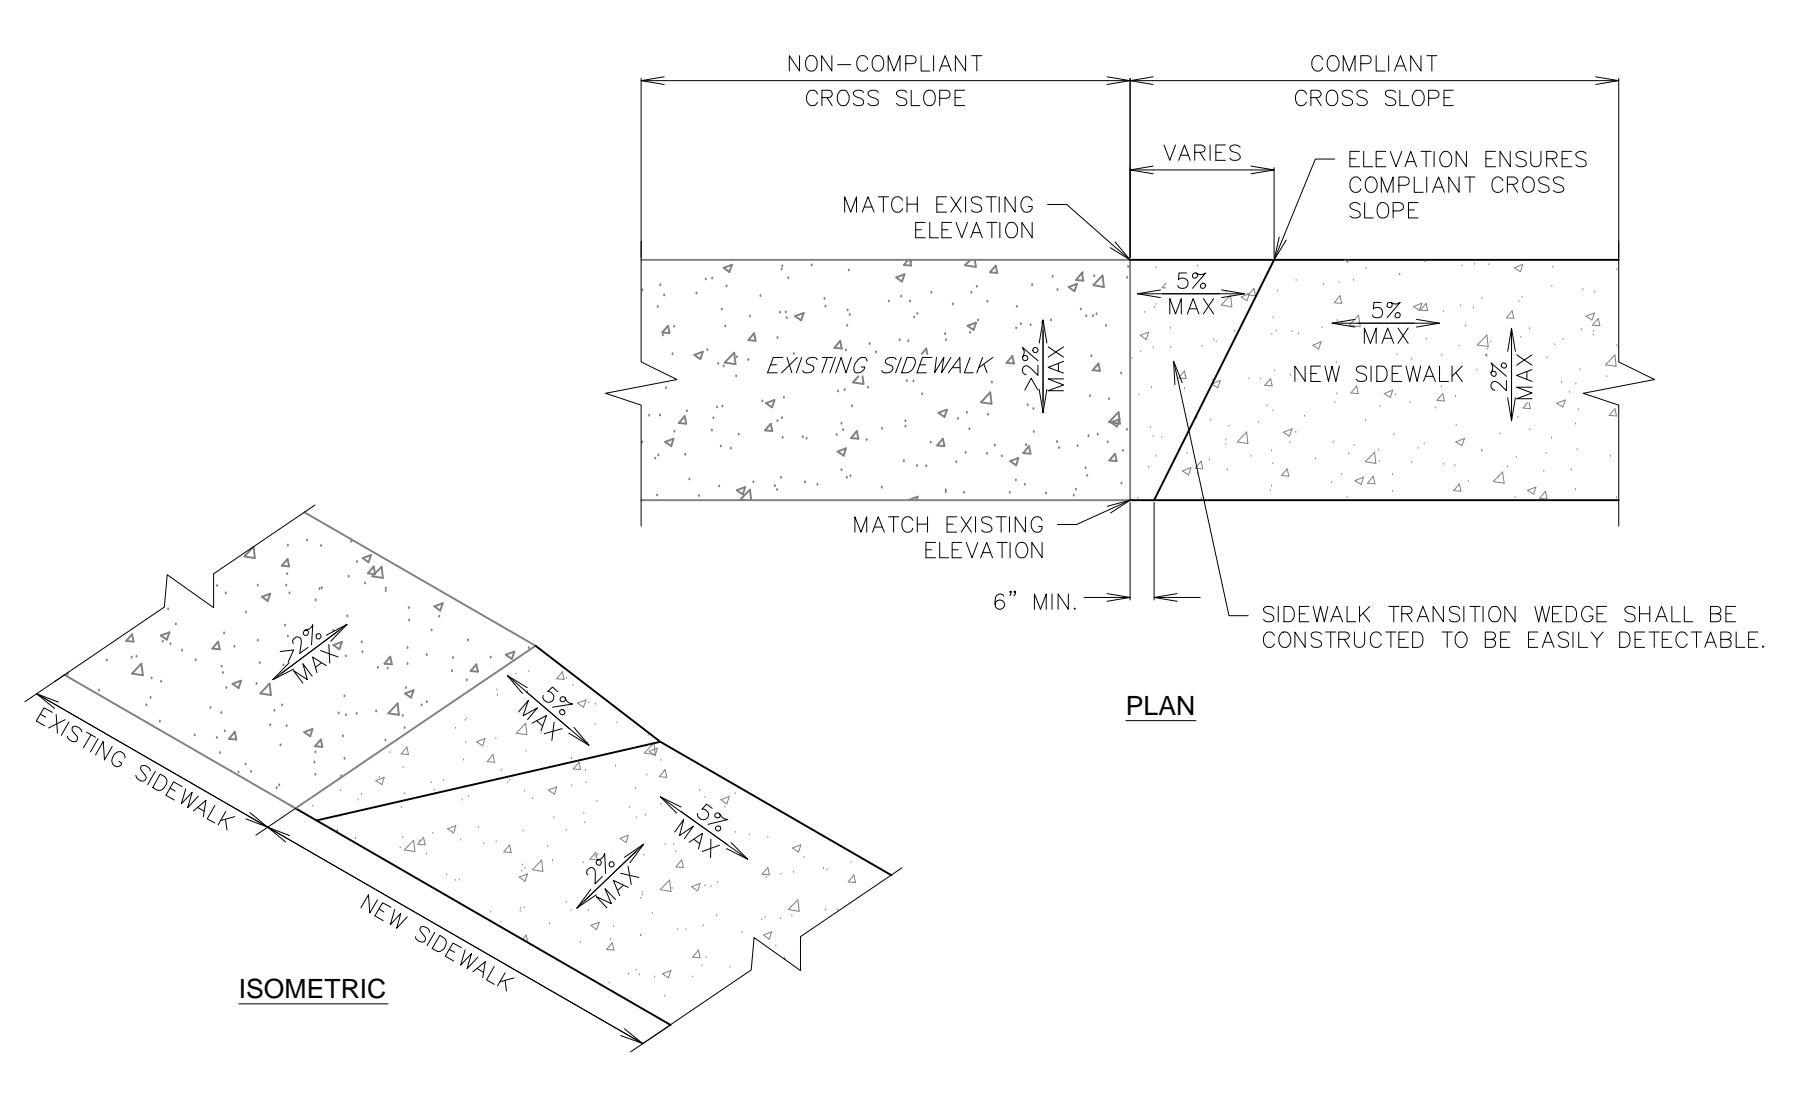 NON-COMPLIANT
CROSS SLOPE
COMPLIANT
CROSS SLOPE
VARIES
ELEVATION ENSURES
COMPLIANT CROSS
SLOPE
MATCH EXISTING
ELEVATION
5%
MAX
5%
MAX
EXISTING SIDEWALK
>2%
MAX
NEW SIDEWALK
2%
MAX
MATCH EXISTING
ELEVATION
6" MIN.
SIDEWALK TRANSITION WEDGE SHALL BE
CONSTRUCTED TO BE EASILY DETECTABLE.
PLAN
>2%
MAX
5%
MAX
EXISTING SIDEWALK
5%
MAX
2%
MAX
NEW SIDEWALK
ISOMETRIC